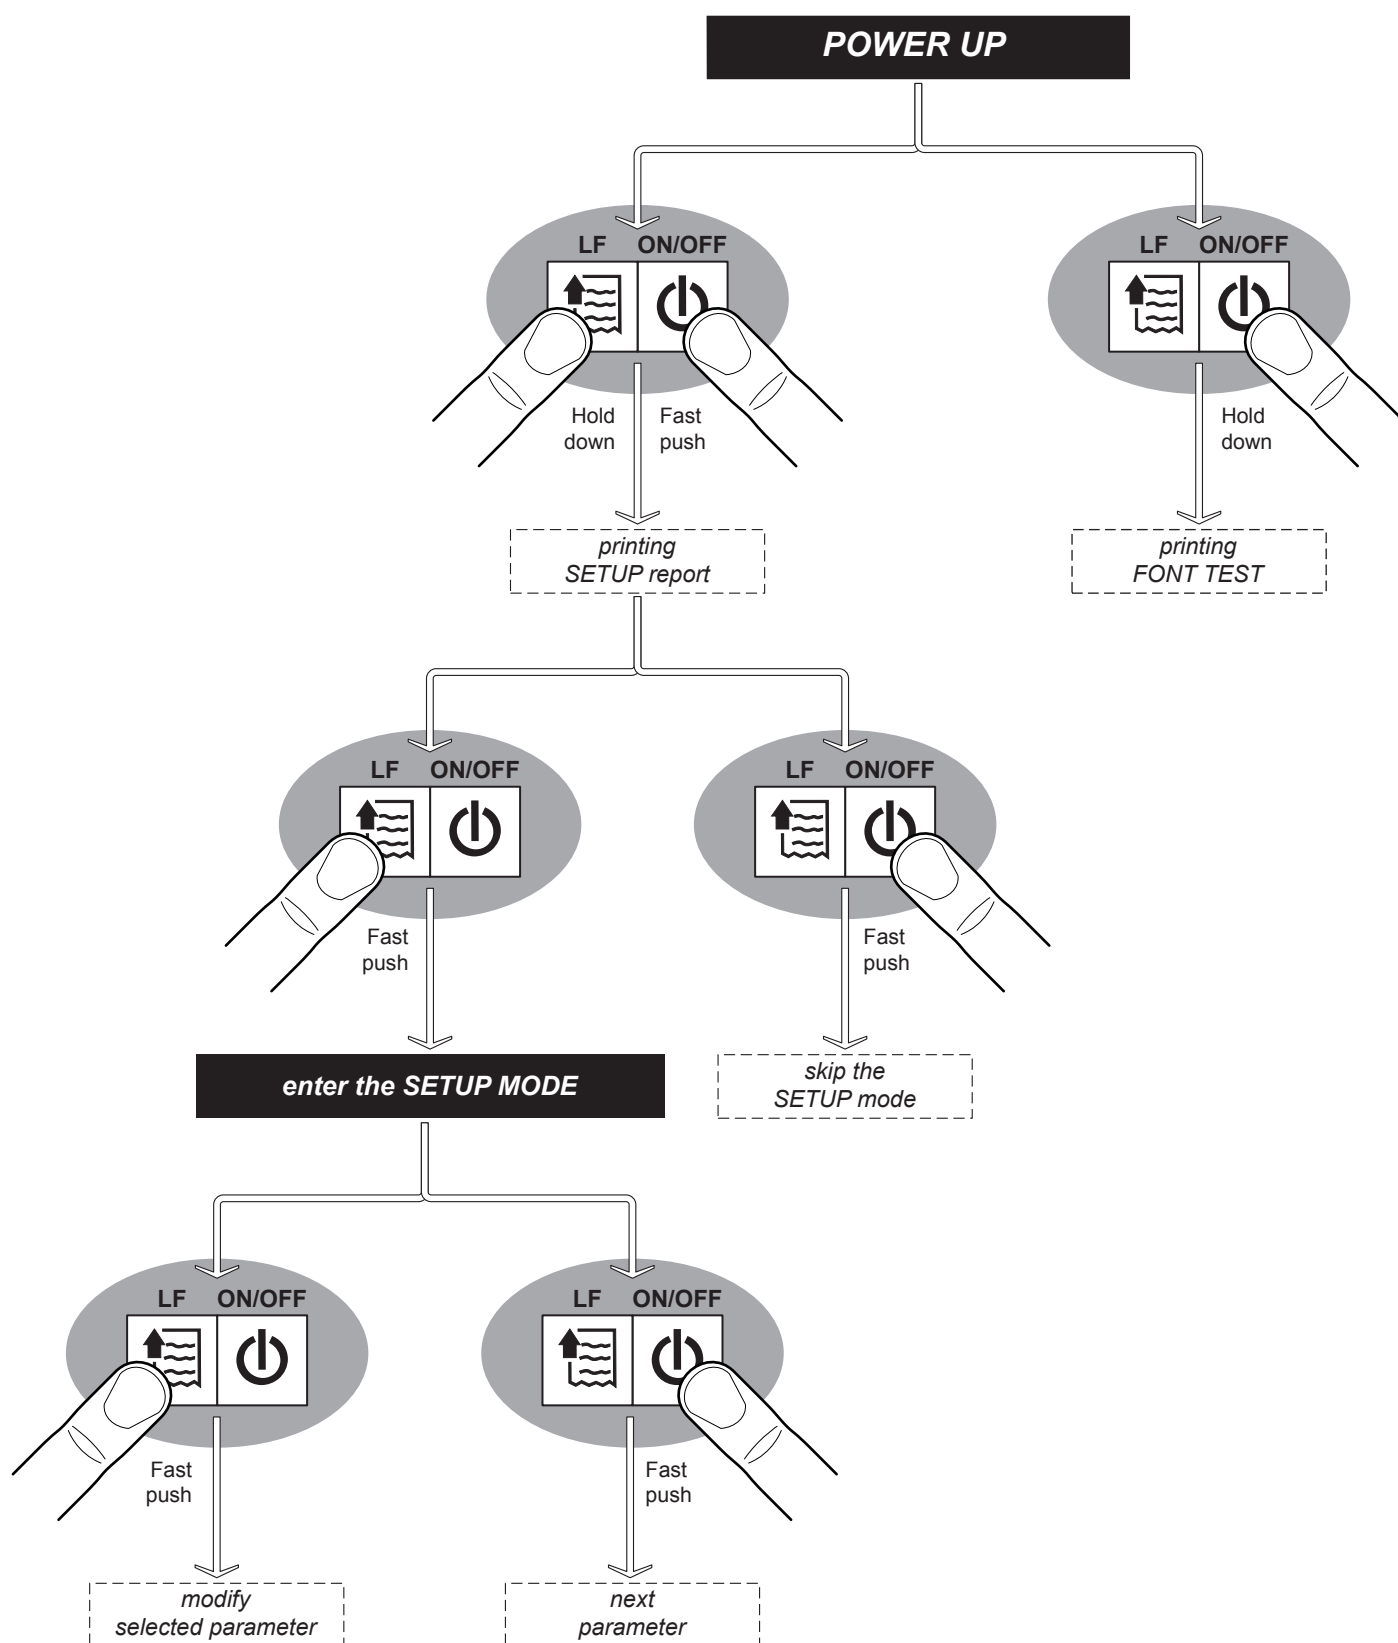 POWER UP
LF ON/OFF
LF ON/OFF
Hold
down
Fast
push
Hold
down
printing
SETUP report
printing
FONT TEST
LF ON/OFF
LF ON/OFF
Fast
push
Fast
push
enter the SETUP MODE
skip the
SETUP mode
LF ON/OFF
LF ON/OFF
Fast
push
Fast
push
modify
selected parameter
next
parameter